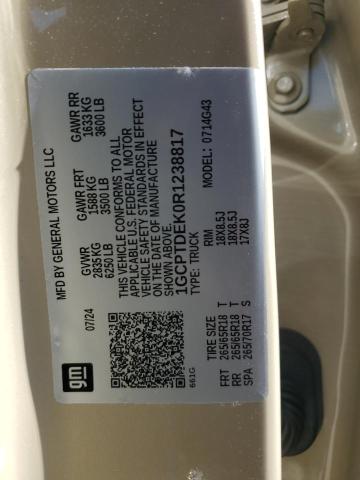 MFD BY GENERAL MOTORS LLC
07/24
GVWR
2835 KG
6250 LB
GAWR FRT
1588 KG
3500 LB
GAWR RR
1633 KG
3600 LB
THIS VEHICLE CONFORMS TO ALL
APPLICABLE U.S. FEDERAL MOTOR
VEHICLE SAFETY STANDARDS IN EFFECT
ON THE DATE OF MANUFACTURE
SHOWN ABOVE.
1GCPTDEK0R1238817
TYPE: TRUCK
MODEL: 0714G43
gm
661G
TIRE SIZE RIM
FRT 265/65R18 T 18X8.5J
RR 265/65R18 T 18X8.5J
SPA 265/70R17 S 17X8J